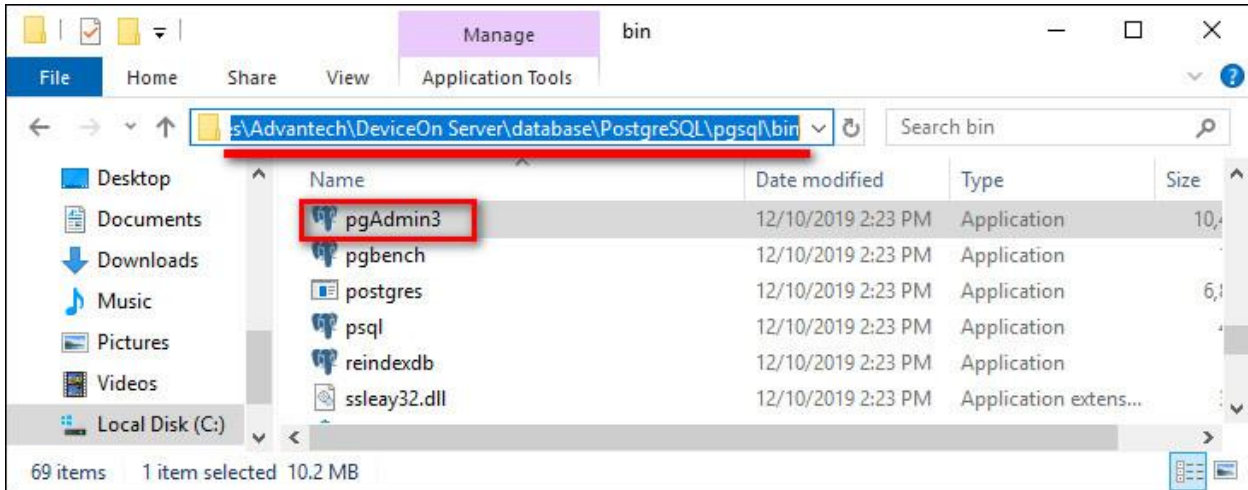 Manage bin
File Home Share View Application Tools
s\Advantech\DeviceOn Server\database\PostgreSQL\pgsql\bin Search bin
Desktop Name Date modified Type Size
Documents pgAdmin3 12/10/2019 2:23 PM Application 10,
Downloads pgbench 12/10/2019 2:23 PM Application
Music postgres 12/10/2019 2:23 PM Application 6,
Pictures psql 12/10/2019 2:23 PM Application
Videos reindexdb 12/10/2019 2:23 PM Application
Local Disk (C:) ssleay32.dll 12/10/2019 2:23 PM Application extens...
69 items 1 item selected 10.2 MB